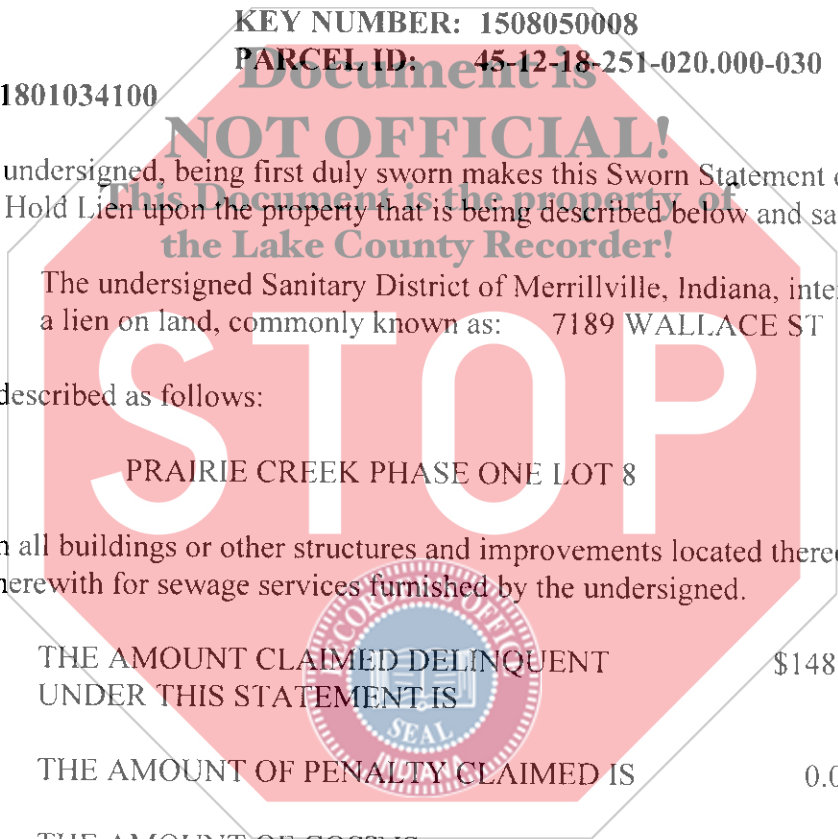 KEY NUMBER: 1508050008
PARCEL ID: 45-12-18-251-020.000-030
Document is
1801034100
NOT OFFICIAL!
undersigned, being first duly sworn makes this Sworn Statement
This Document is the property of
Hold Lien upon the property that is being described below and
the Lake County Recorder!
The undersigned Sanitary District of Merrillville, Indiana,
a lien on land, commonly known as: 7189 WALLACE ST
STOP
described as follows:
PRAIRIE CREEK PHASE ONE LOT 8
all buildings or other structures and improvements located
herewith for sewage services furnished by the undersigned.
THE AMOUNT CLAIMED DELINQUENT $148
UNDER THIS STATEMENT IS
SEAL
THE AMOUNT OF PENALTY CLAIMED IS 0.0
THE AMOUNT OF COST IS